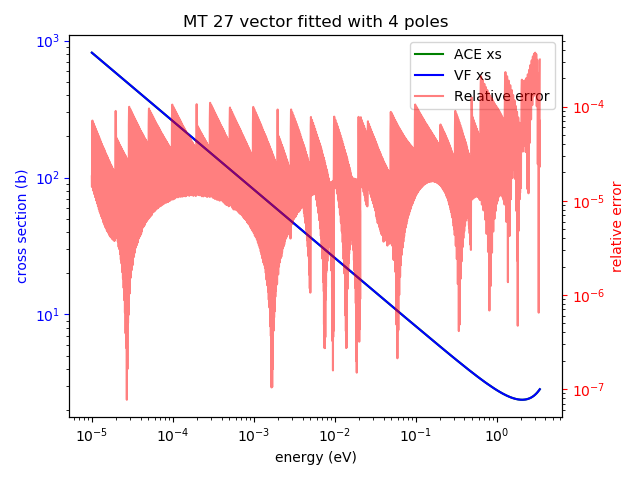 MT 27 vector fitted with 4 poles
ACE xs
VF xs
Relative error
cross section (b)
10³
10²
10¹
relative error
10⁻⁴
10⁻⁵
10⁻⁶
10⁻⁷
10⁻⁵ 10⁻⁴ 10⁻³ 10⁻² 10⁻¹ 10⁰
energy (eV)